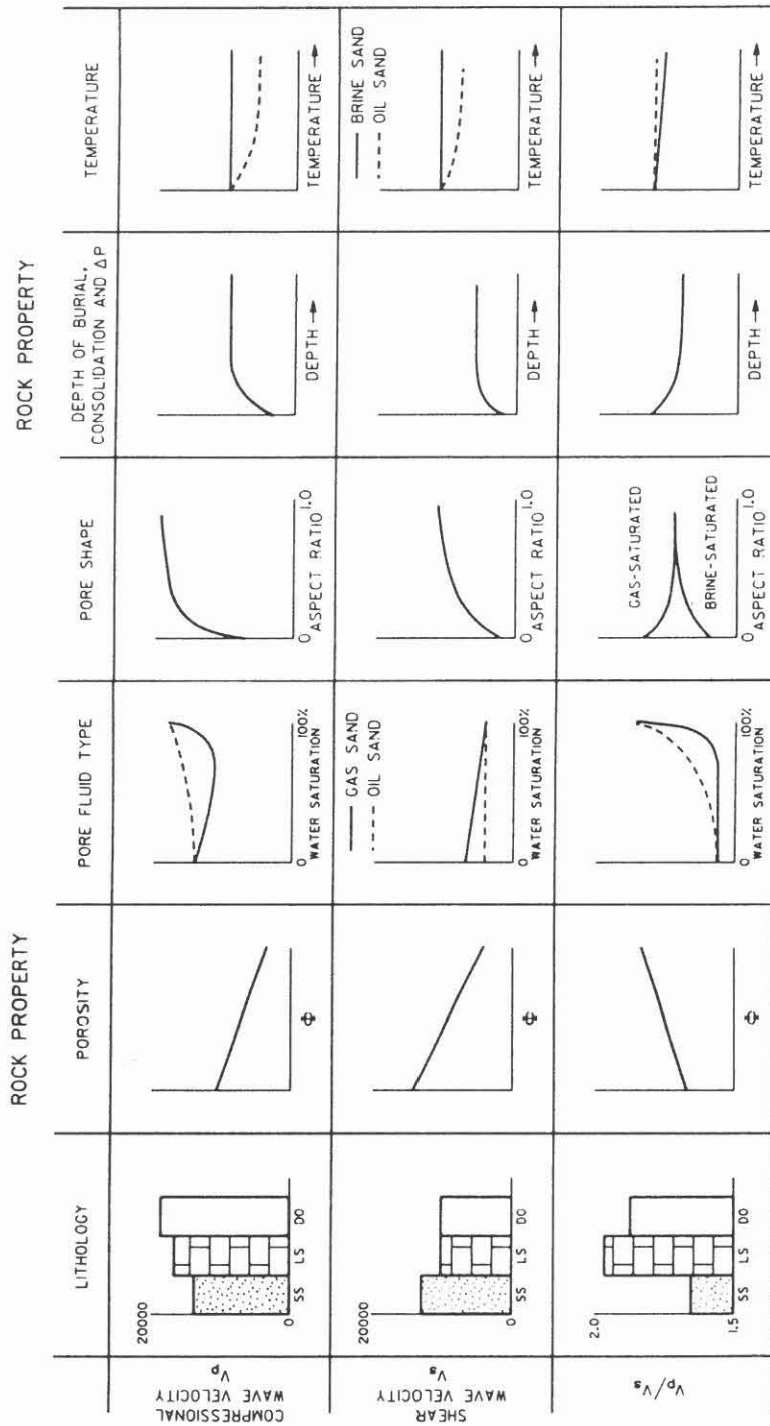 ROCK PROPERTY
ROCK PROPERTY
LITHOLOGY
POROSITY
PORE FLUID TYPE
PORE SHAPE
DEPTH OF BURIAL,
CONSOLIDATION AND ΔP
TEMPERATURE
COMPRESSIONAL
WAVE VELOCITY
Vp
20000
0
SS LS DO
Φ
0 100%
WATER SATURATION
0 1.0
ASPECT RATIO
DEPTH →
TEMPERATURE →
SHEAR
WAVE VELOCITY
Vs
20000
0
SS LS DO
Φ
GAS SAND
OIL SAND
0 100%
WATER SATURATION
0 1.0
ASPECT RATIO
DEPTH →
BRINE SAND
OIL SAND
TEMPERATURE →
Vp/Vs
2.0
1.5
SS LS DO
Φ
0 100%
WATER SATURATION
GAS-SATURATED
BRINE-SATURATED
0 1.0
ASPECT RATIO
DEPTH →
TEMPERATURE →